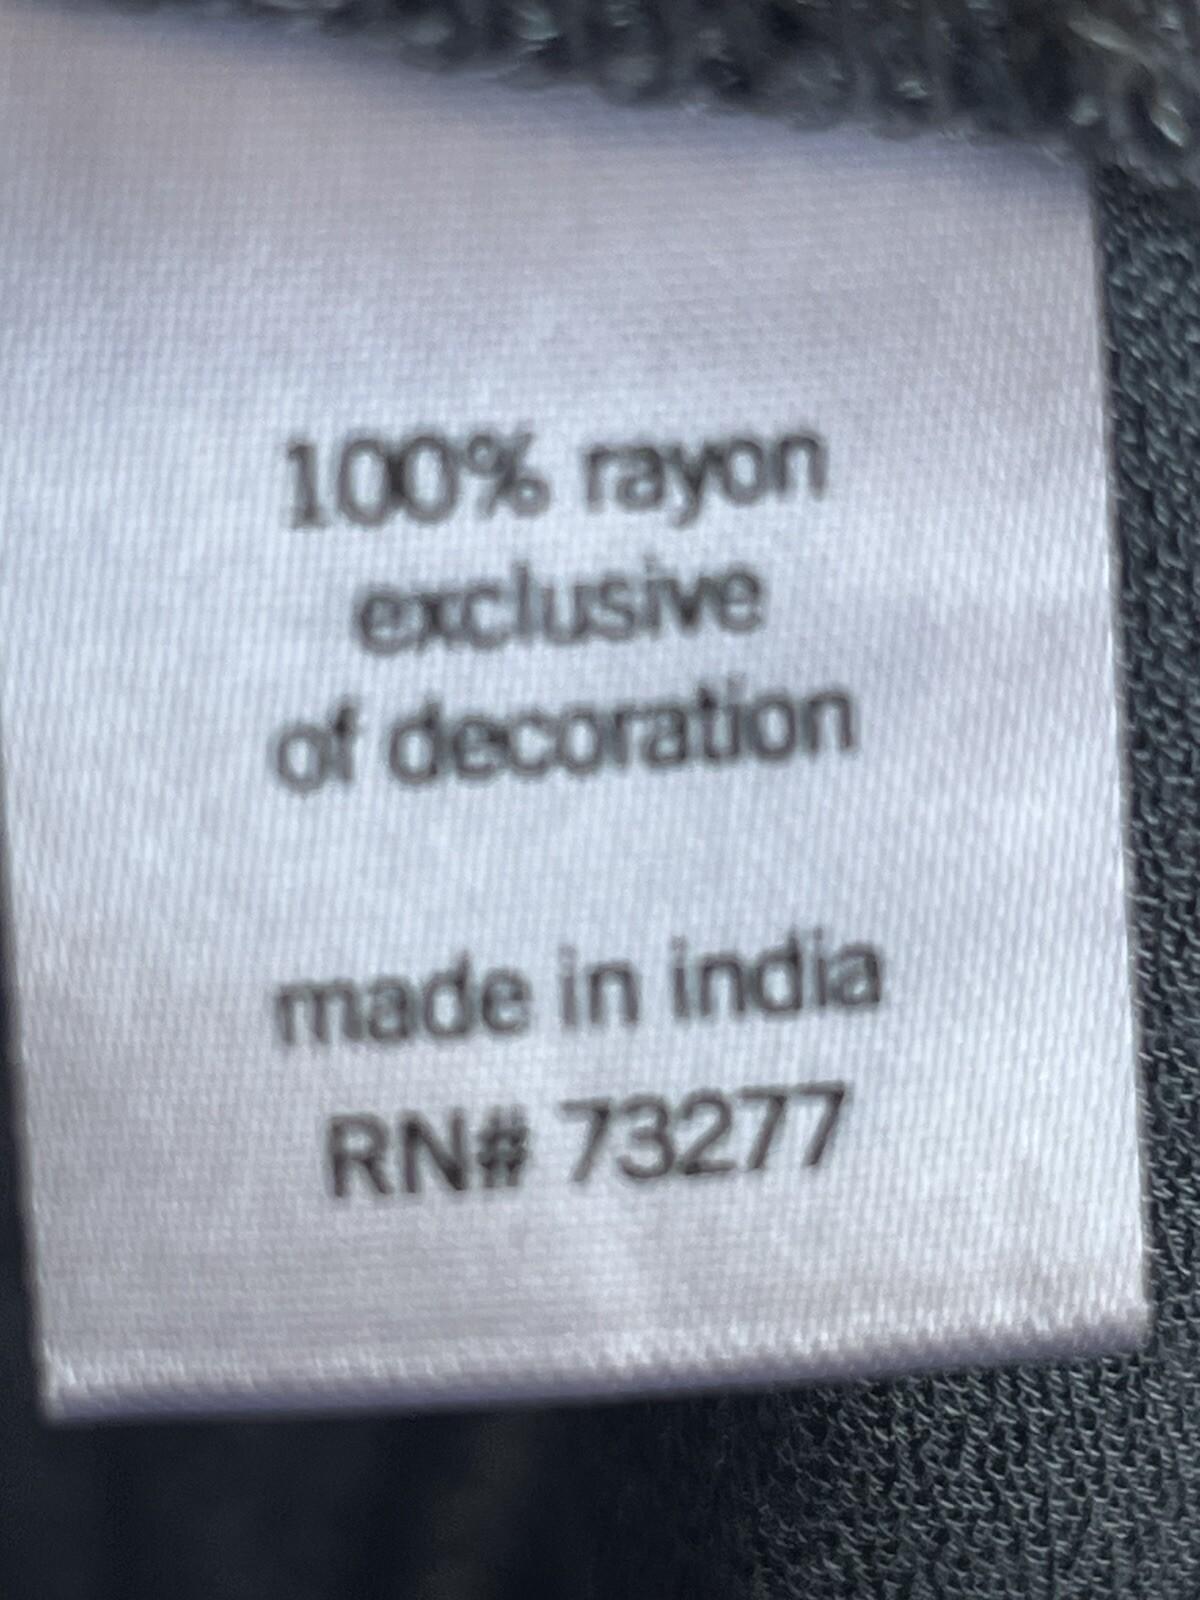 100% rayon
exclusive
of decoration
made in india
RN# 73277